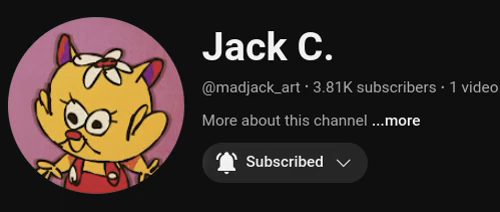 Jack C.
@madjack_art · 3.81K subscribers · 1 video
More about this channel ...more
Subscribed